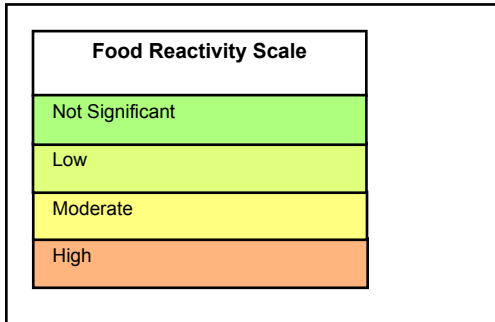 Food Reactivity Scale
Not Significant
Low
Moderate
High